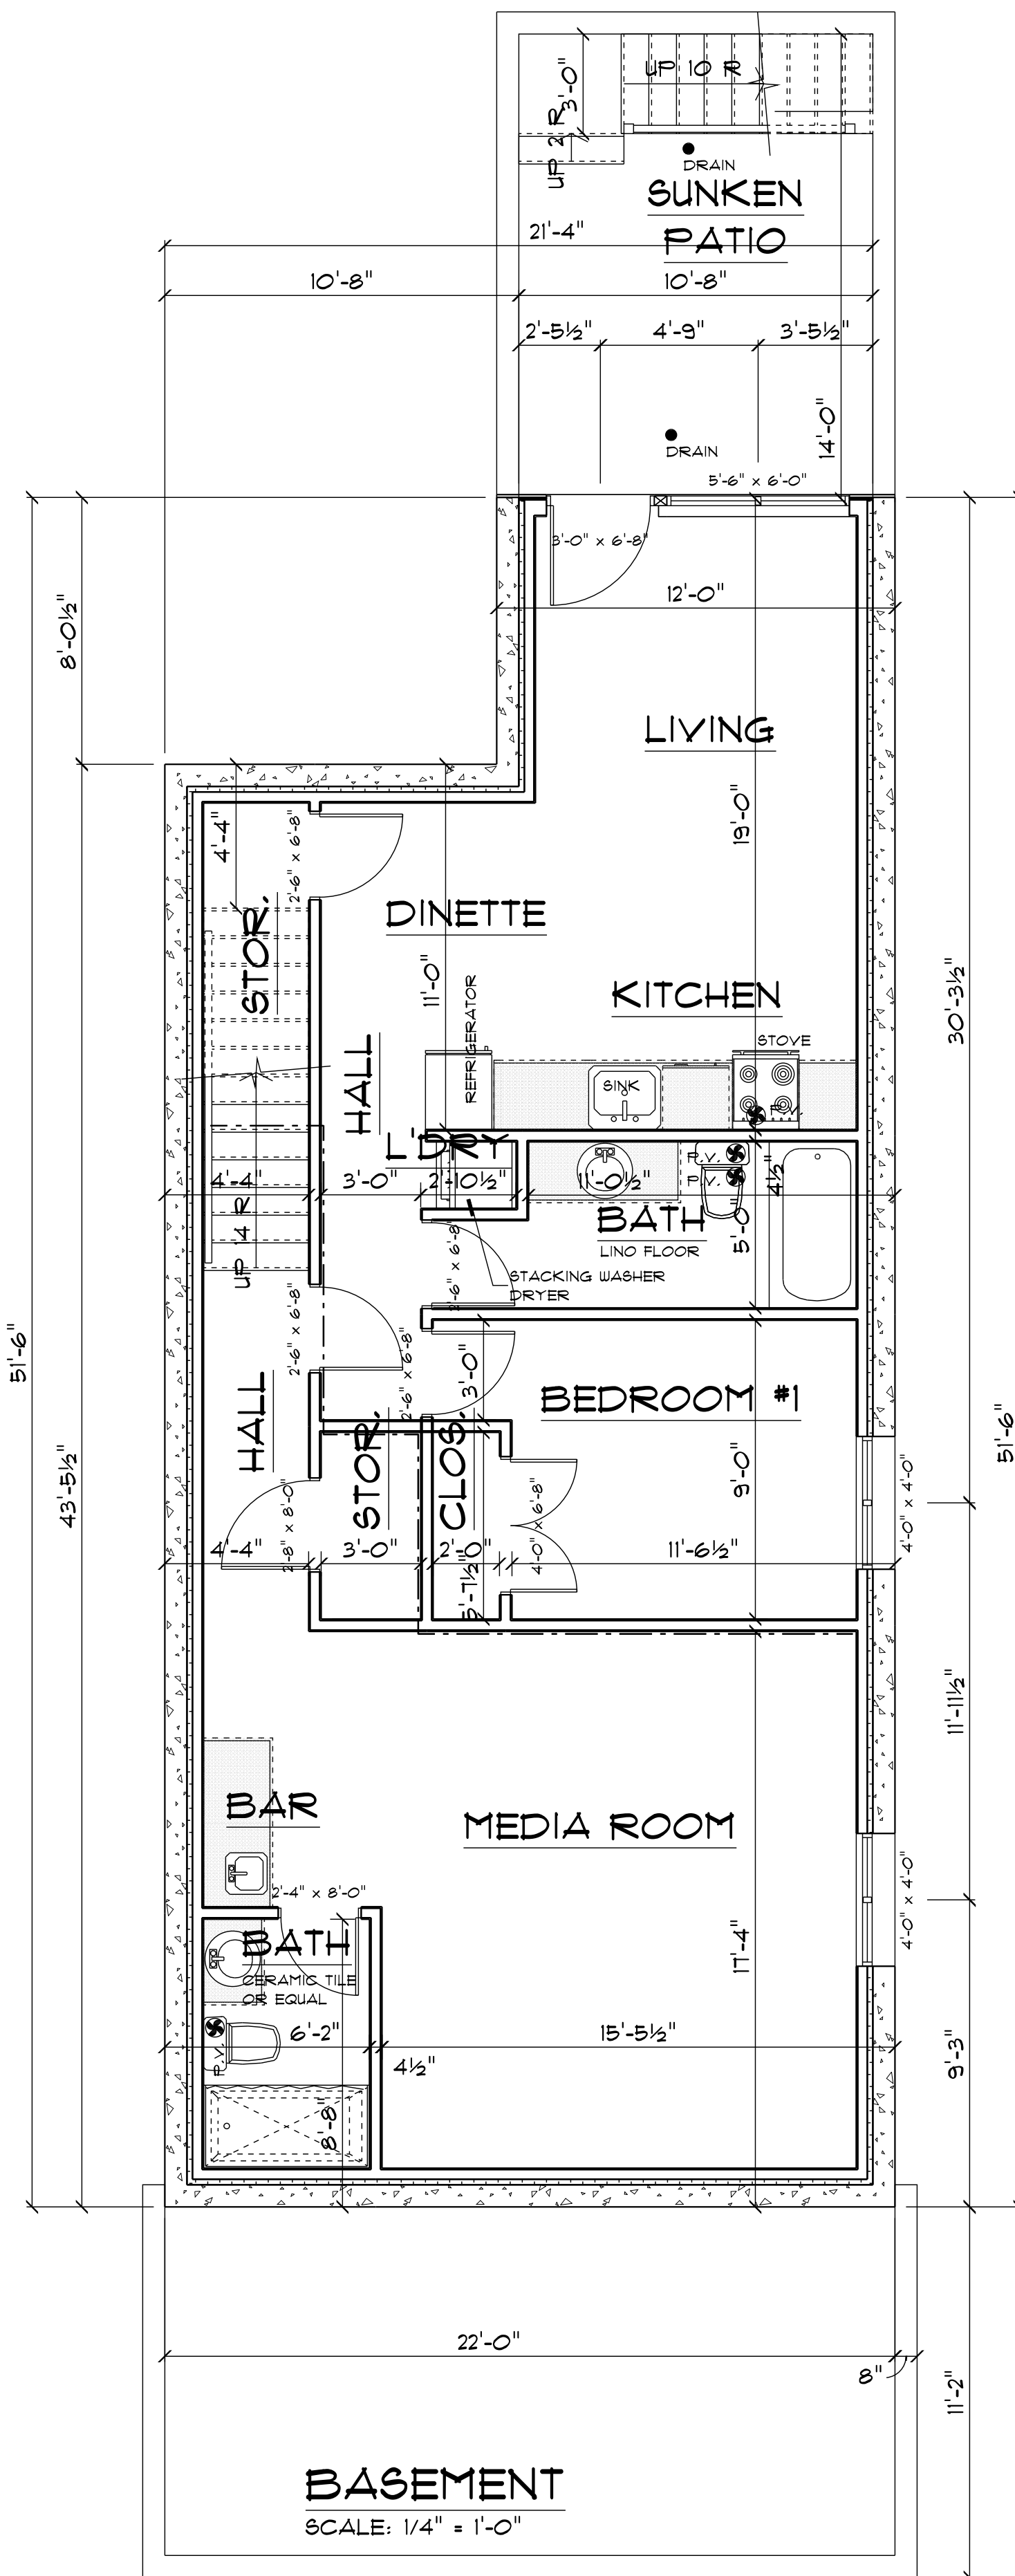 UP 10 R
3'-0"
UP 2 R
DRAIN
SUNKEN
PATIO
21'-4"
10'-8"
10'-8"
2'-5½"
4'-9"
3'-5½"
14'-0"
DRAIN
5'-6" x 6'-0"
3'-0" x 6'-8"
12'-0"
8'-0½"
LIVING
19'-0"
4'-4"
2'-6" x 6'-8"
STOR.
DINETTE
11'-0"
KITCHEN
30'-3½"
REFRIGERATOR
STOVE
SINK
HALL
P.V.
L'DRY
P.V.
P.V.
4½"
4'-4"
3'-0"
2'-10½"
11'-0½"
UP 14 R
BATH
5'-0"
LINO FLOOR
2'-6" x 6'-8"
STACKING WASHER
DRYER
2'-6" x 6'-8"
2'-6" x 6'-8"
3'-0"
51'-6"
HALL
BEDROOM #1
51'-6"
STOR.
CLOS.
9'-0"
43'-5½"
2'-8" x 8'-0"
4'-0" x 6'-8"
4'-0" x 4'-0"
4'-4"
3'-0"
2'-0"
11'-6½"
5'-7½"
11'-11½"
BAR
MEDIA ROOM
2'-4" x 8'-0"
4'-0" x 4'-0"
BATH
17'-4"
CERAMIC TILE
OR EQUAL
6'-2"
15'-5½"
P.V.
4½"
9'-3"
8'-8"
22'-0"
8"
11'-2"
BASEMENT
SCALE: 1/4" = 1'-0"